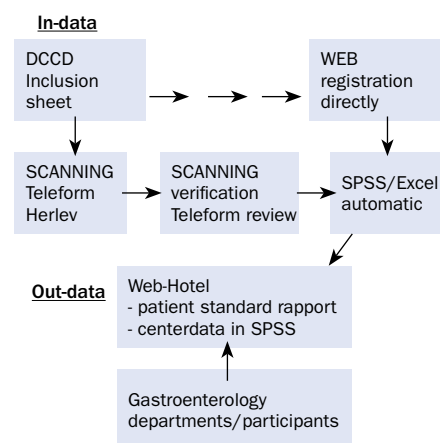 In-data
DCCD
Inclusion
sheet
WEB
registration
directly
SCANNING
Teleform
Herlev
SCANNING
verification
Teleform review
SPSS/Excel
automatic
Out-data
Web-Hotel
- patient standard rapport
- centerdata in SPSS
Gastroenterology
departments/participants